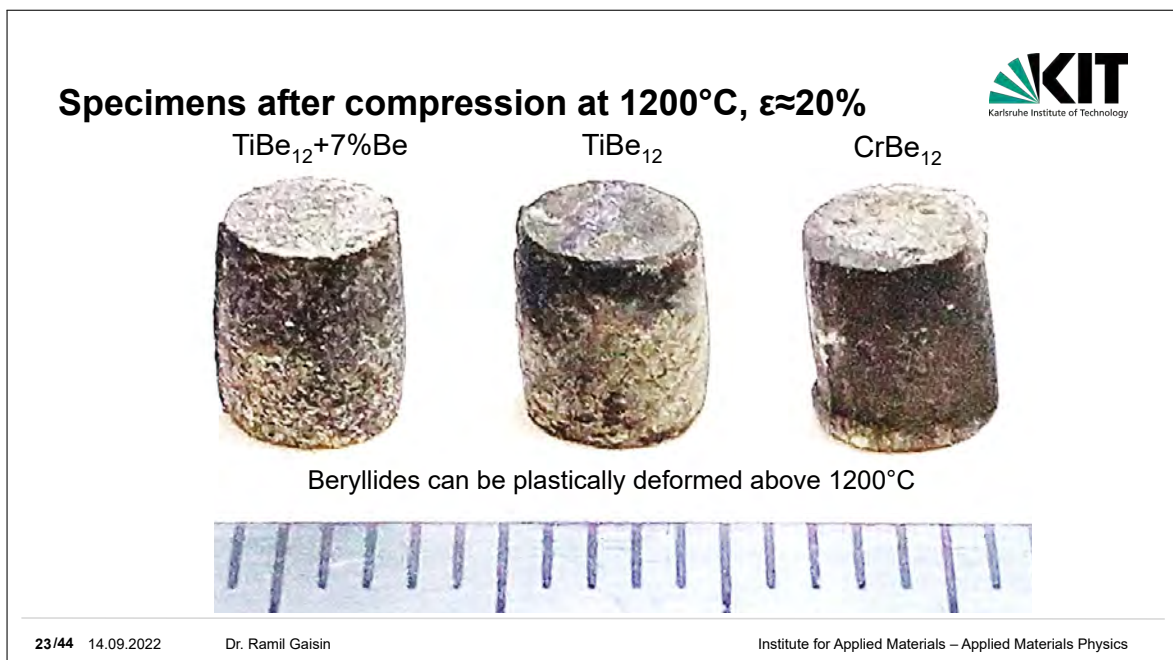 KIT
Karlsruhe Institute of Technology
Specimens after compression at 1200°C, ε≈20%
TiBe₁₂+7%Be TiBe₁₂ CrBe₁₂
Beryllides can be plastically deformed above 1200°C
23/44 14.09.2022 Dr. Ramil Gaisin Institute for Applied Materials – Applied Materials Physics